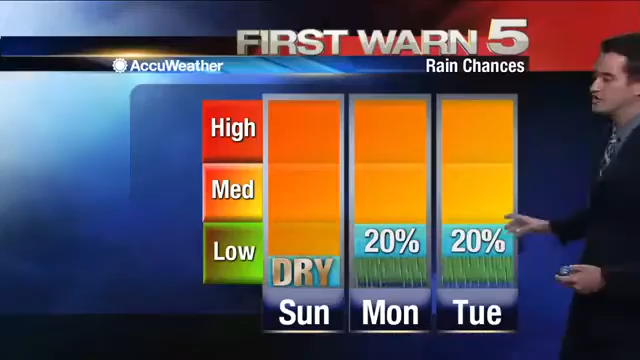 FIRST WARN 5
AccuWeather
Rain Chances
High
Med
Low
DRY
20%
20%
Sun
Mon
Tue